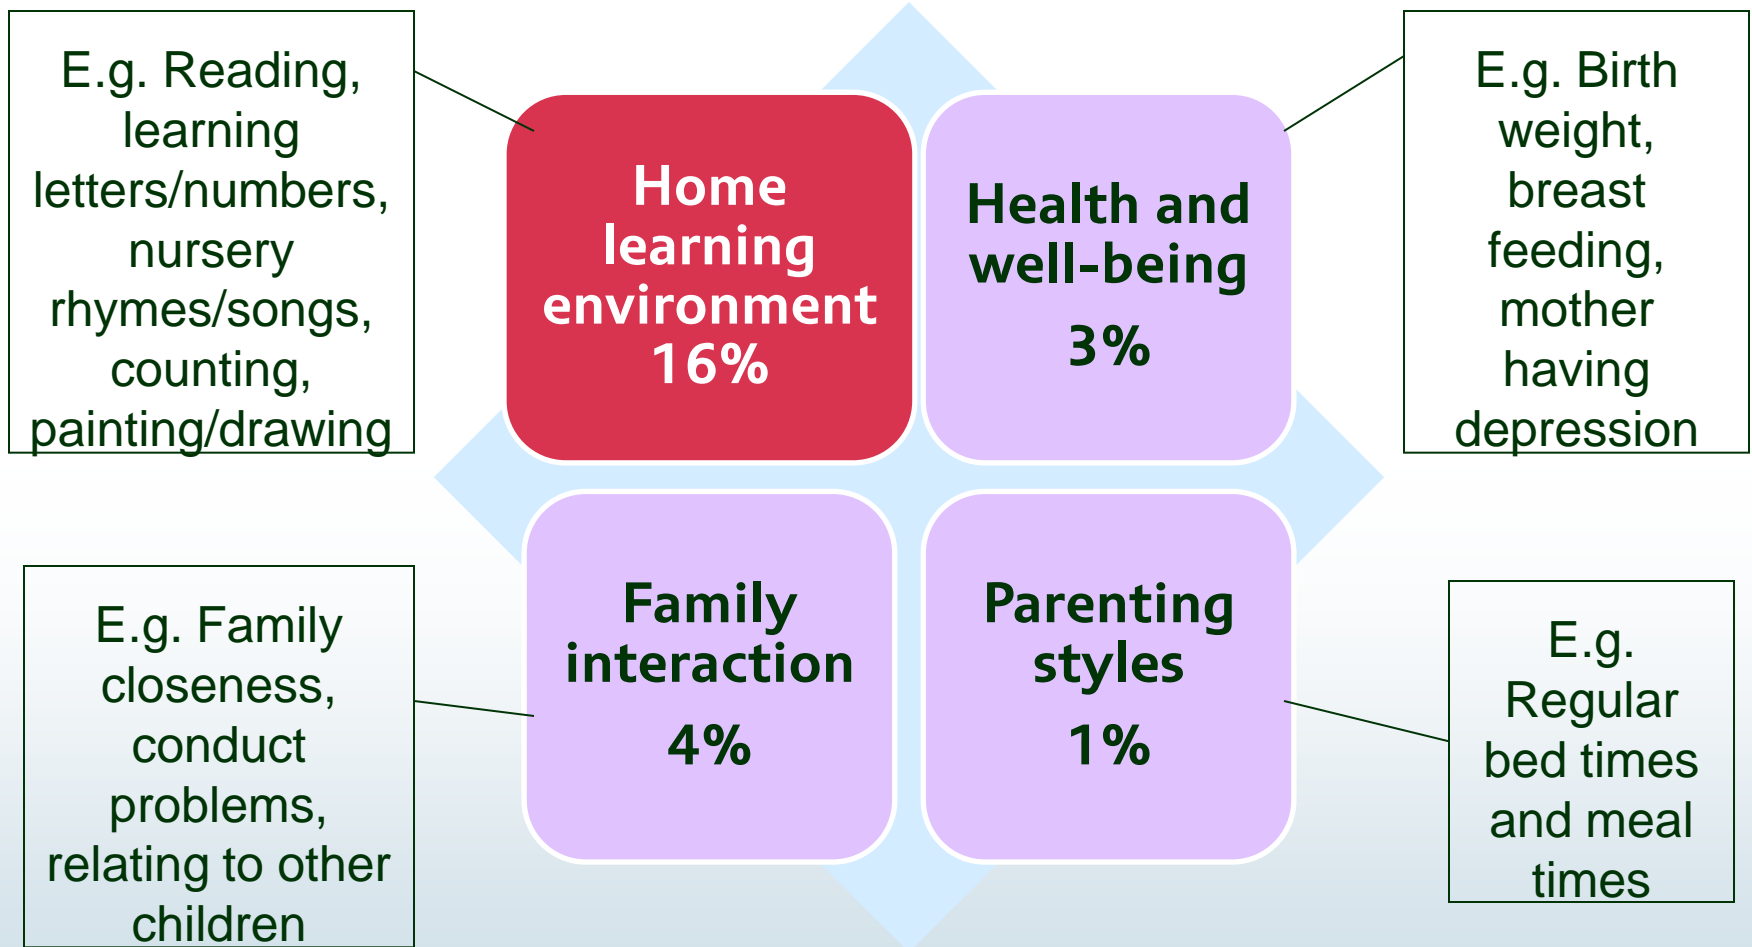 E.g. Reading,
learning
letters/numbers,
nursery
rhymes/songs,
counting,
painting/drawing
Home
learning
environment
16%
Health and
well-being
3%
E.g. Birth
weight,
breast
feeding,
mother
having
depression
E.g. Family
closeness,
conduct
problems,
relating to other
children
Family
interaction
4%
Parenting
styles
1%
E.g.
Regular
bed times
and meal
times